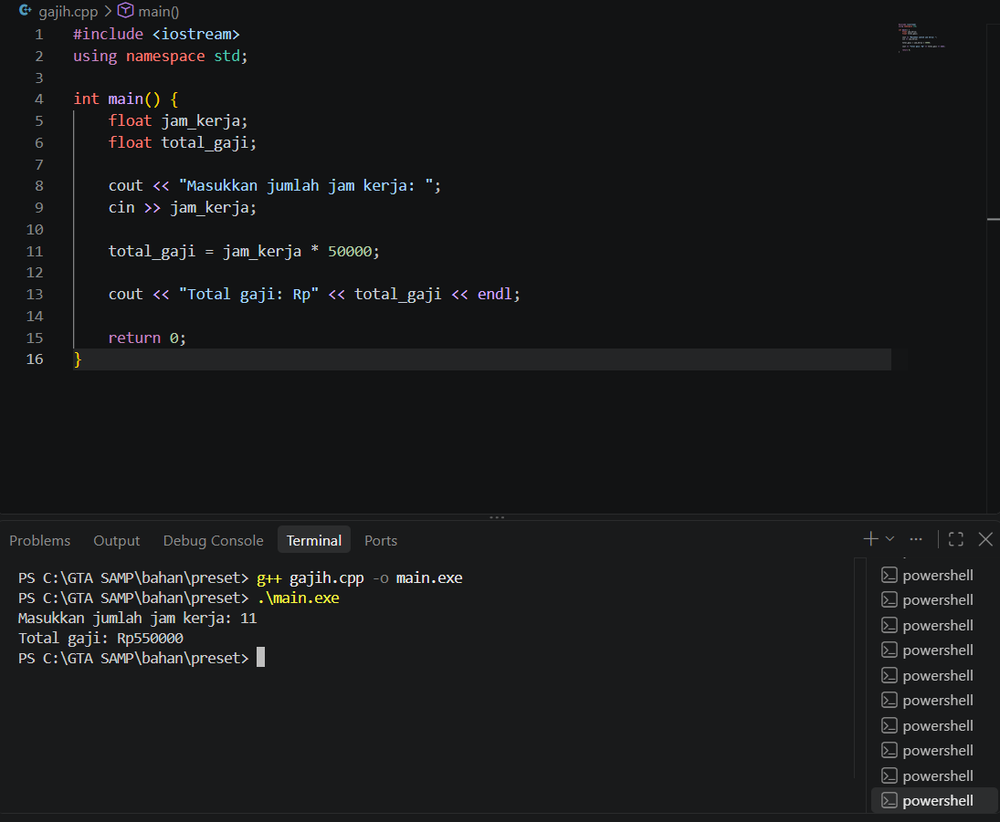 gajih.cpp > main()
1 #include <iostream>
2 using namespace std;
3
4 int main() {
5     float jam_kerja;
6     float total_gaji;
7
8     cout << "Masukkan jumlah jam kerja: ";
9     cin >> jam_kerja;
10
11     total_gaji = jam_kerja * 50000;
12
13     cout << "Total gaji: Rp" << total_gaji << endl;
14
15     return 0;
16 }
Problems Output Debug Console Terminal Ports
PS C:\GTA SAMP\bahan\preset> g++ gajih.cpp -o main.exe
PS C:\GTA SAMP\bahan\preset> .\main.exe
Masukkan jumlah jam kerja: 11
Total gaji: Rp550000
PS C:\GTA SAMP\bahan\preset>
powershell
powershell
powershell
powershell
powershell
powershell
powershell
powershell
powershell
powershell